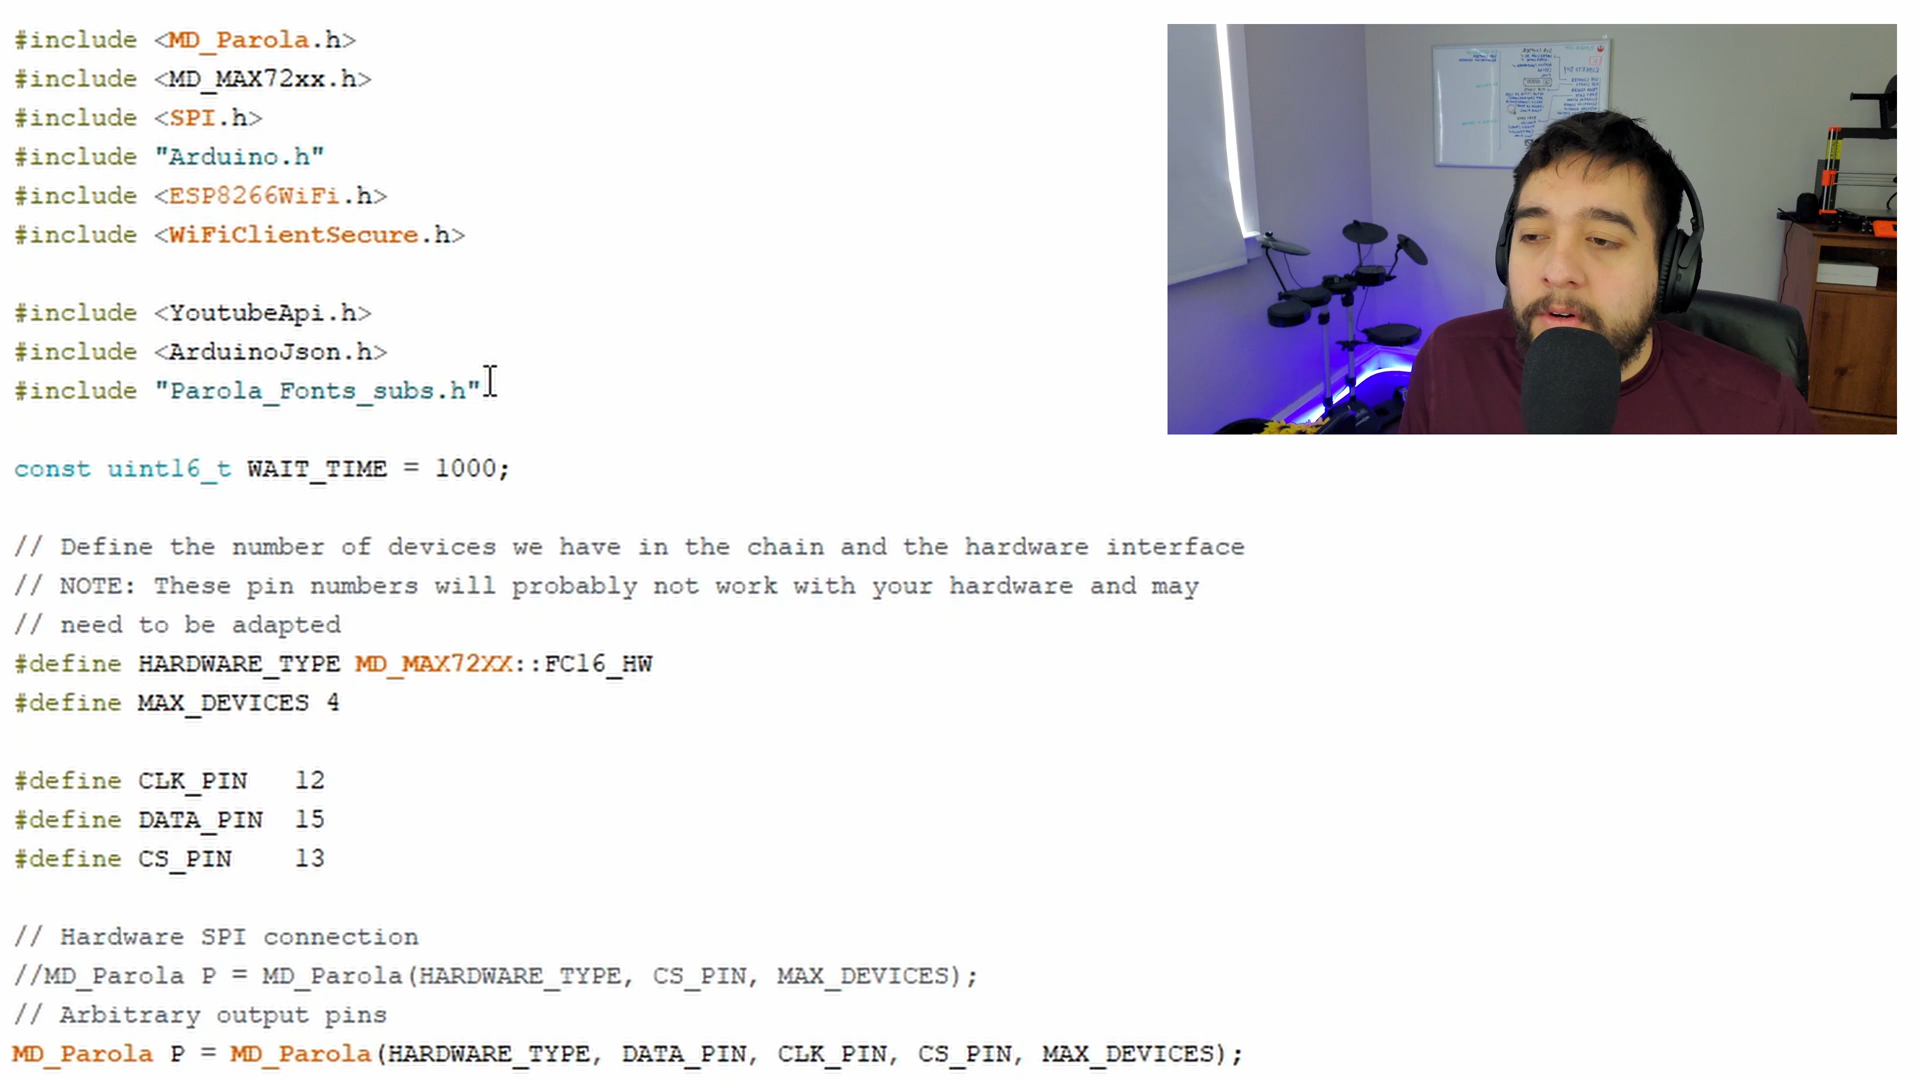 #include <MD_Parola.h>
#include <MD_MAX72xx.h>
#include <SPI.h>
#include "Arduino.h"
#include <ESP8266WiFi.h>
#include <WiFiClientSecure.h>
#include <YoutubeApi.h>
#include <ArduinoJson.h>
#include "Parola_Fonts_subs.h"
const uint16_t WAIT_TIME = 1000;
// Define the number of devices we have in the chain and the hardware interface
// NOTE: These pin numbers will probably not work with your hardware and may
// need to be adapted
#define HARDWARE_TYPE MD_MAX72XX::FC16_HW
#define MAX_DEVICES 4
#define CLK_PIN   12
#define DATA_PIN  15
#define CS_PIN    13
// Hardware SPI connection
//MD_Parola P = MD_Parola(HARDWARE_TYPE, CS_PIN, MAX_DEVICES);
// Arbitrary output pins
MD_Parola P = MD_Parola(HARDWARE_TYPE, DATA_PIN, CLK_PIN, CS_PIN, MAX_DEVICES);